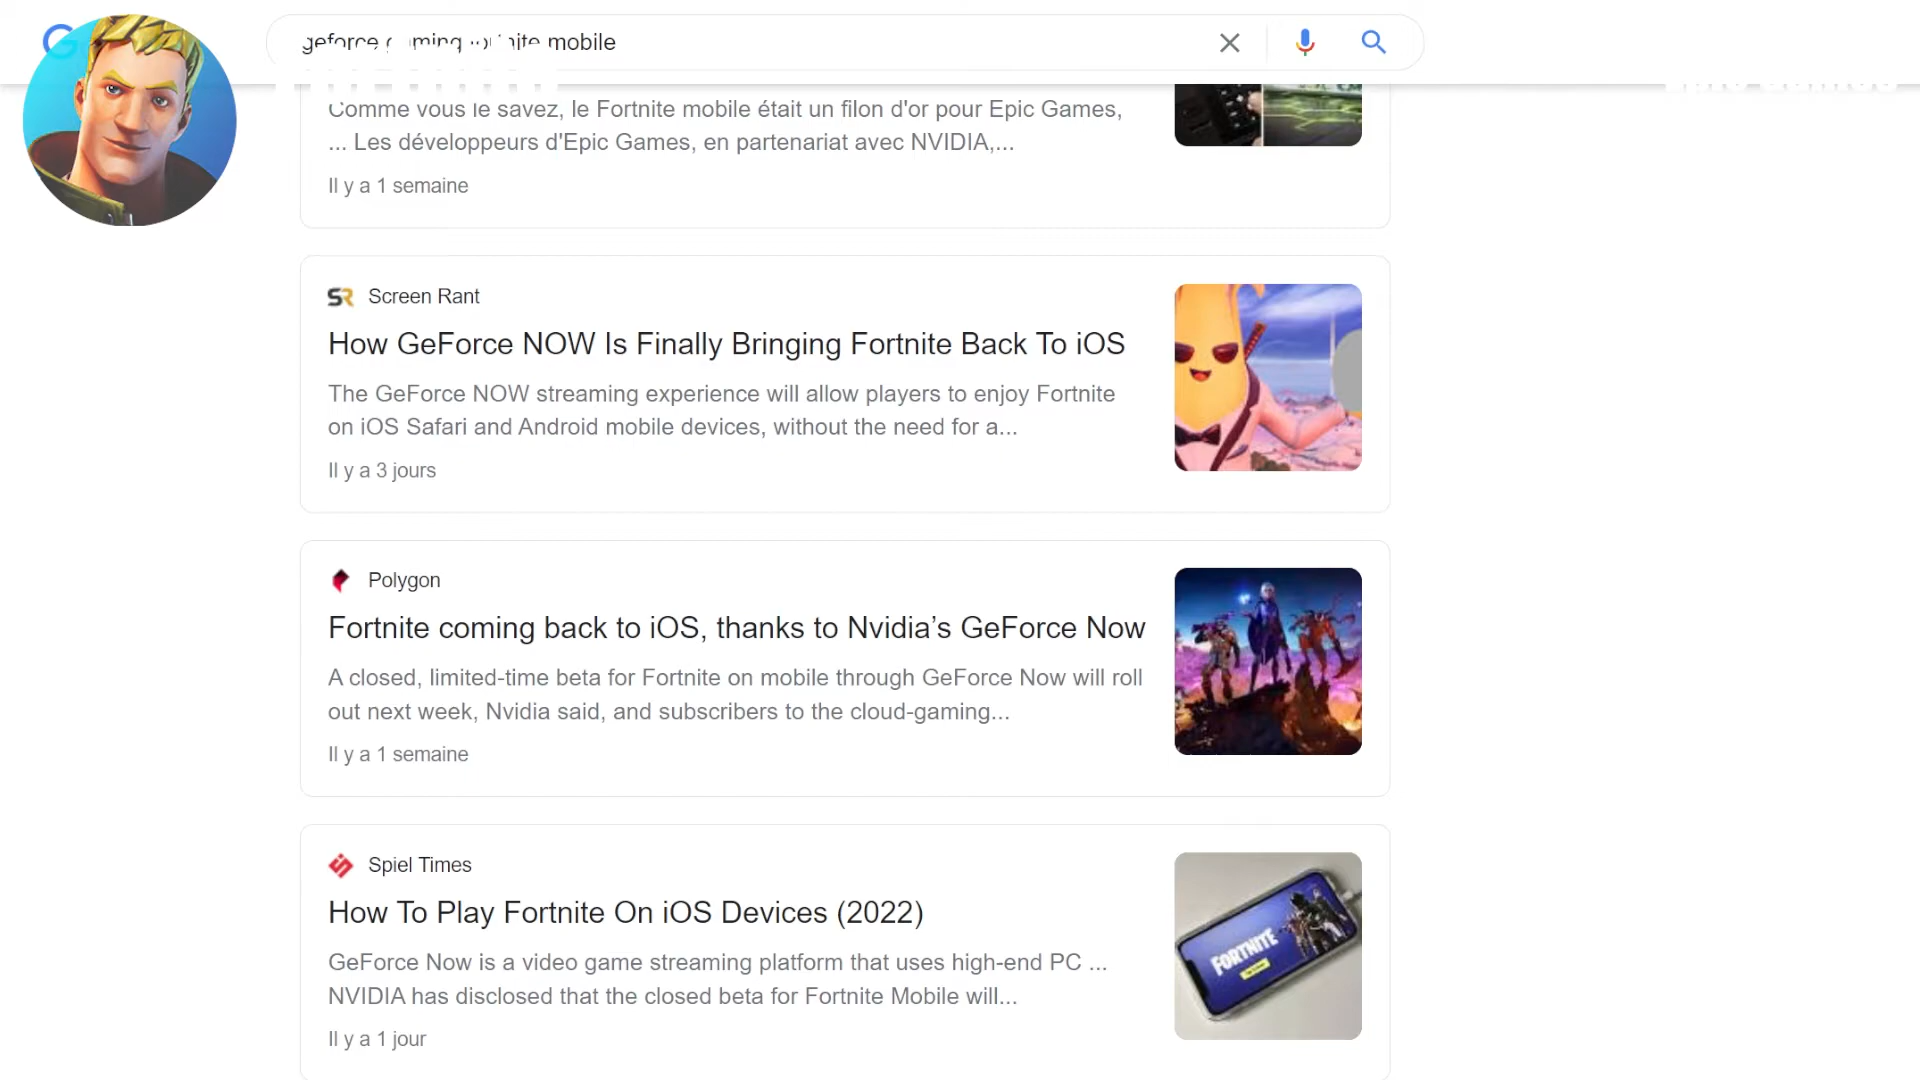 geforce gaming fortnite mobile
Comme vous le savez, le Fortnite mobile était un filon d'or pour Epic Games,
... Les développeurs d'Epic Games, en partenariat avec NVIDIA,...
Il y a 1 semaine
Screen Rant
How GeForce NOW Is Finally Bringing Fortnite Back To iOS
The GeForce NOW streaming experience will allow players to enjoy Fortnite
on iOS Safari and Android mobile devices, without the need for a...
Il y a 3 jours
Polygon
Fortnite coming back to iOS, thanks to Nvidia’s GeForce Now
A closed, limited-time beta for Fortnite on mobile through GeForce Now will roll
out next week, Nvidia said, and subscribers to the cloud-gaming...
Il y a 1 semaine
Spiel Times
How To Play Fortnite On iOS Devices (2022)
FORTNITE
GeForce Now is a video game streaming platform that uses high-end PC ...
NVIDIA has disclosed that the closed beta for Fortnite Mobile will...
Il y a 1 jour